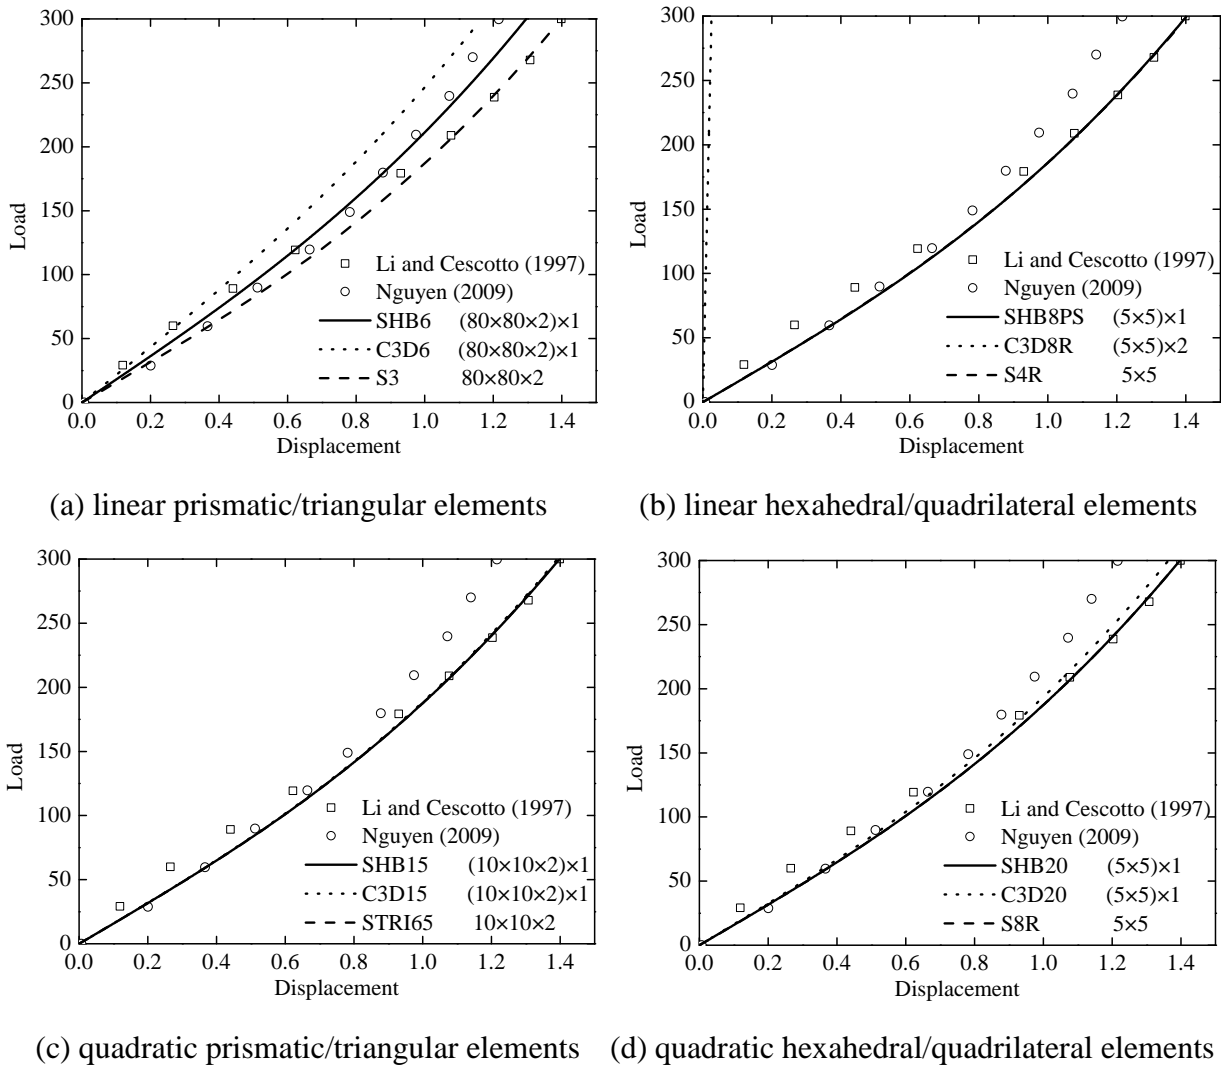 300
250
200
150
100
50
0
Load
Li and Cescotto (1997)
Nguyen (2009)
SHB6 (80×80×2)×1
C3D6 (80×80×2)×1
S3 80×80×2
0.0 0.2 0.4 0.6 0.8 1.0 1.2 1.4
Displacement
(a) linear prismatic/triangular elements
300
250
200
150
100
50
0
Load
Li and Cescotto (1997)
Nguyen (2009)
SHB8PS (5×5)×1
C3D8R (5×5)×2
S4R 5×5
0.0 0.2 0.4 0.6 0.8 1.0 1.2 1.4
Displacement
(b) linear hexahedral/quadrilateral elements
300
250
200
150
100
50
0
Load
Li and Cescotto (1997)
Nguyen (2009)
SHB15 (10×10×2)×1
C3D15 (10×10×2)×1
STRI65 10×10×2
0.0 0.2 0.4 0.6 0.8 1.0 1.2 1.4
Displacement
(c) quadratic prismatic/triangular elements
300
250
200
150
100
50
0
Load
Li and Cescotto (1997)
Nguyen (2009)
SHB20 (5×5)×1
C3D20 (5×5)×1
S8R 5×5
0.0 0.2 0.4 0.6 0.8 1.0 1.2 1.4
Displacement
(d) quadratic hexahedral/quadrilateral elements